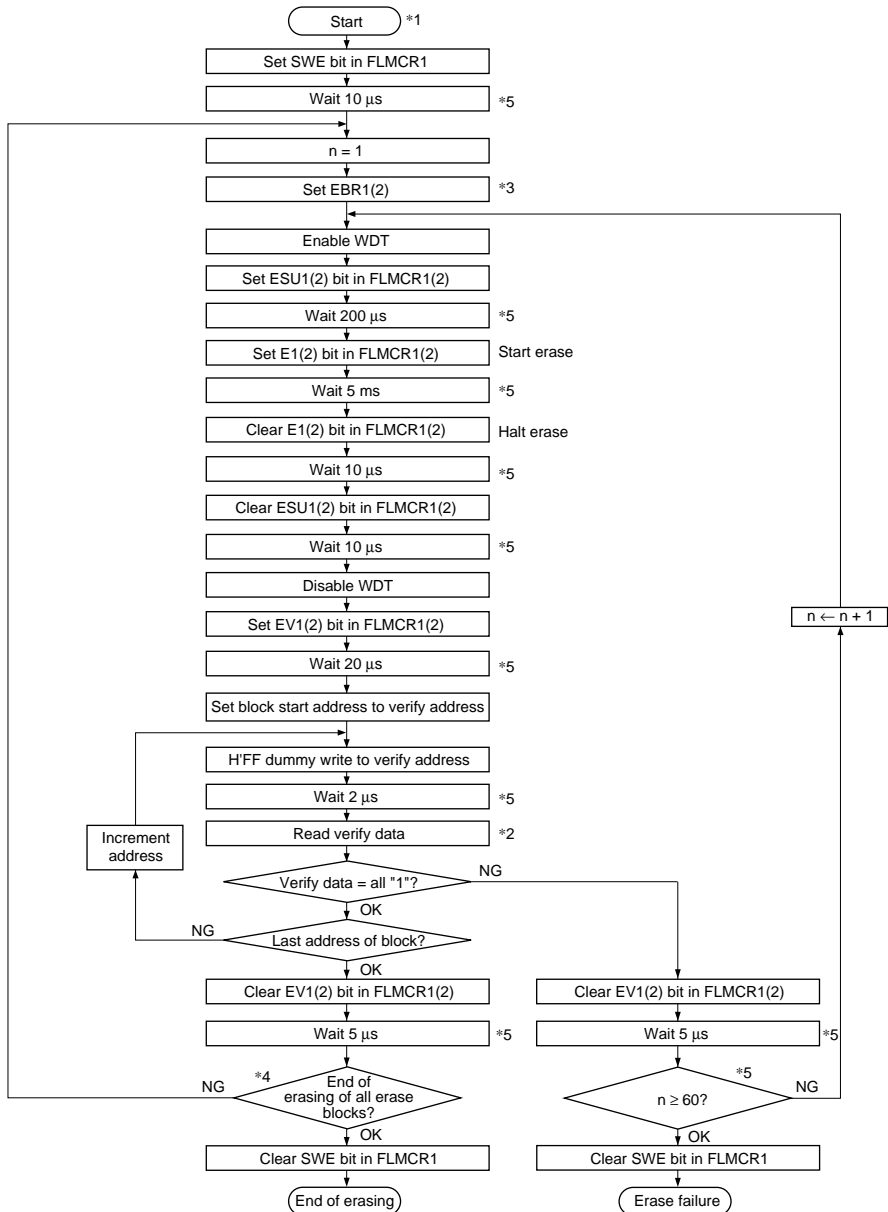 Start *1
Set SWE bit in FLMCR1
Wait 10 µs *5
n = 1
Set EBR1(2) *3
Enable WDT
Set ESU1(2) bit in FLMCR1(2)
Wait 200 µs *5
Set E1(2) bit in FLMCR1(2) Start erase
Wait 5 ms *5
Clear E1(2) bit in FLMCR1(2) Halt erase
Wait 10 µs *5
Clear ESU1(2) bit in FLMCR1(2)
Wait 10 µs *5
Disable WDT
Set EV1(2) bit in FLMCR1(2)
n ← n + 1
Wait 20 µs *5
Set block start address to verify address
H'FF dummy write to verify address
Wait 2 µs *5
Increment
address
Read verify data *2
Verify data = all "1"? NG
OK
NG Last address of block?
OK
Clear EV1(2) bit in FLMCR1(2) Clear EV1(2) bit in FLMCR1(2)
Wait 5 µs *5 Wait 5 µs *5
NG *4
End of
erasing of all erase
blocks?
*5
n ≥ 60? NG
OK OK
Clear SWE bit in FLMCR1 Clear SWE bit in FLMCR1
End of erasing Erase failure